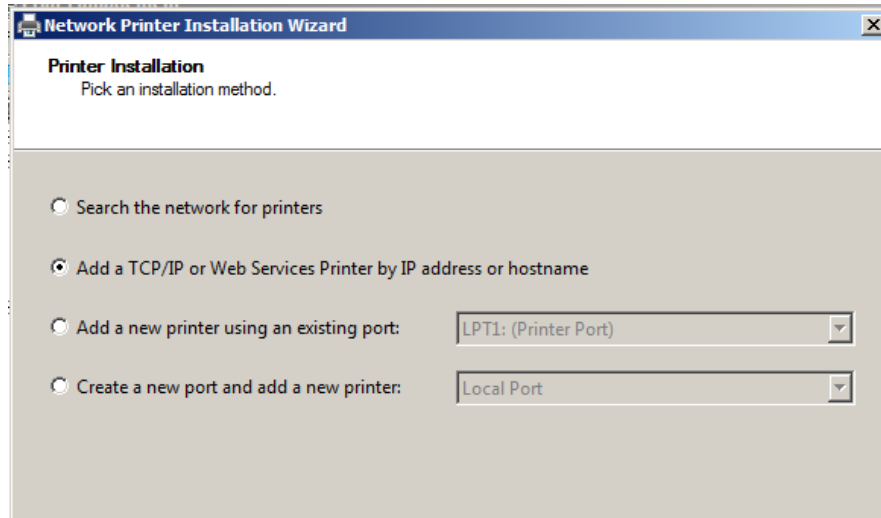 Network Printer Installation Wizard
Printer Installation
Pick an installation method.
Search the network for printers
Add a TCP/IP or Web Services Printer by IP address or hostname
Add a new printer using an existing port: LPT1: (Printer Port)
Create a new port and add a new printer: Local Port